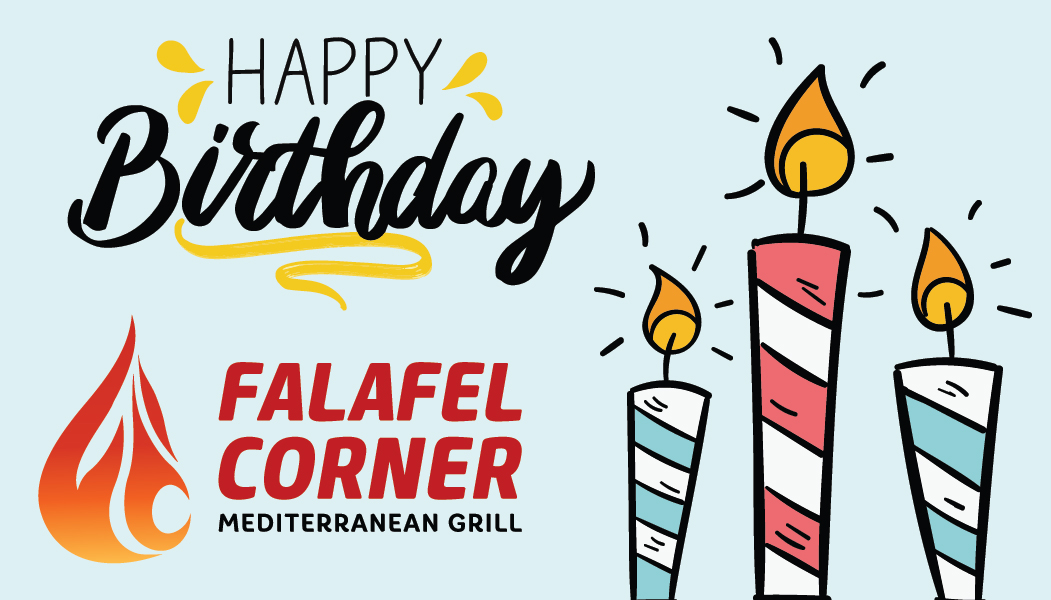 HAPPY
Birthday
FALAFEL
CORNER
MEDITERRANEAN GRILL